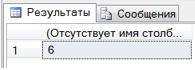 Результаты Сообщения
(Отсутствует имя столб...
1 6